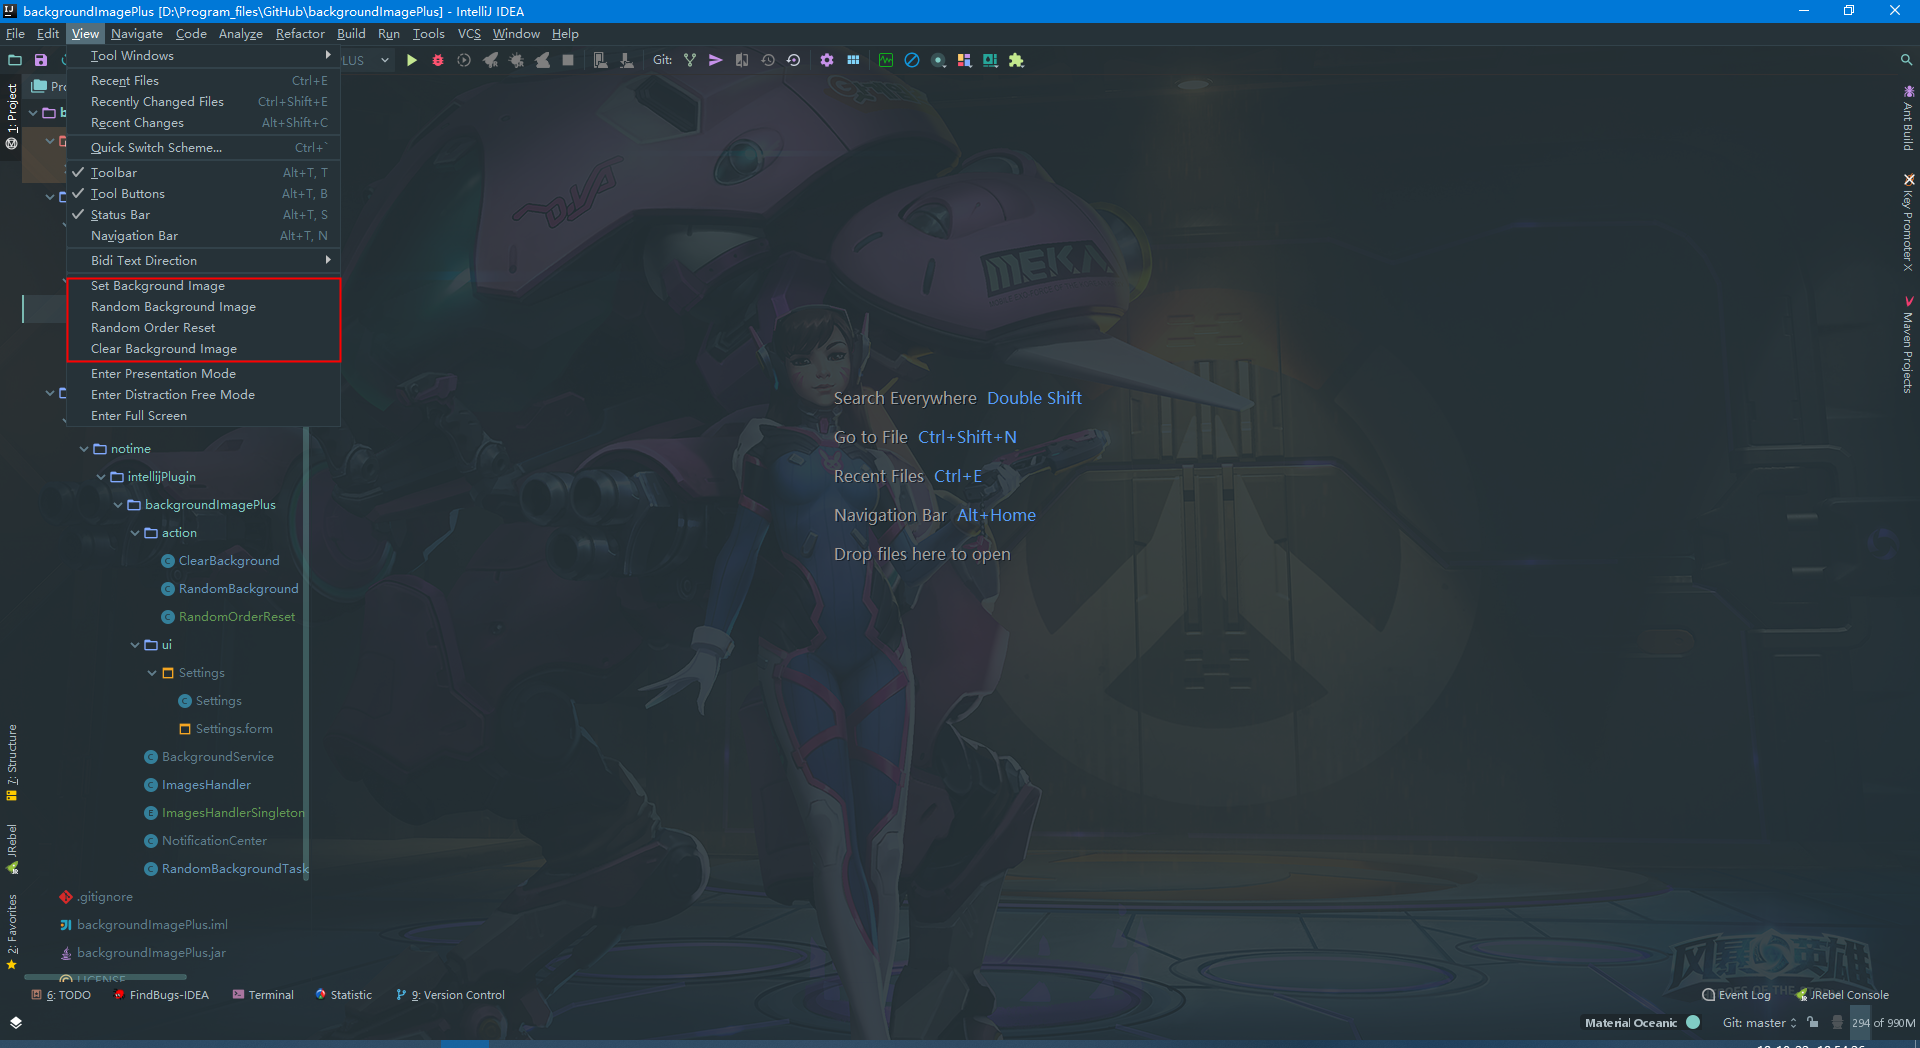 backgroundImagePlus [D:\Program_files\GitHub\backgroundImagePlus] - IntelliJ IDEA
File Edit View Navigate Code Analyze Refactor Build Run Tools VCS Window Help
Git:
Tool Windows
Recent Files Ctrl+E
Recently Changed Files Ctrl+Shift+E
Recent Changes Alt+Shift+C
Quick Switch Scheme... Ctrl+`
Toolbar Alt+T, T
Tool Buttons Alt+T, B
Status Bar Alt+T, S
Navigation Bar Alt+T, N
Bidi Text Direction
Set Background Image
Random Background Image
Random Order Reset
Clear Background Image
Enter Presentation Mode
Enter Distraction Free Mode
Enter Full Screen
notime
intellijPlugin
backgroundImagePlus
action
ClearBackground
RandomBackground
RandomOrderReset
ui
Settings
Settings
Settings.form
BackgroundService
ImagesHandler
ImagesHandlerSingleton
NotificationCenter
RandomBackgroundTask
.gitignore
backgroundImagePlus.iml
backgroundImagePlus.jar
LICENSE
1: Project
7: Structure
JRebel
2: Favorites
MEKA
D.VA
Search Everywhere Double Shift
Go to File Ctrl+Shift+N
Recent Files Ctrl+E
Navigation Bar Alt+Home
Drop files here to open
Ant Build
Key Promoter X
Maven Projects
风暴英雄
6: TODO FindBugs-IDEA Terminal Statistic 9: Version Control
Event Log JRebel Console
Material Oceanic Git: master 294 of 990M